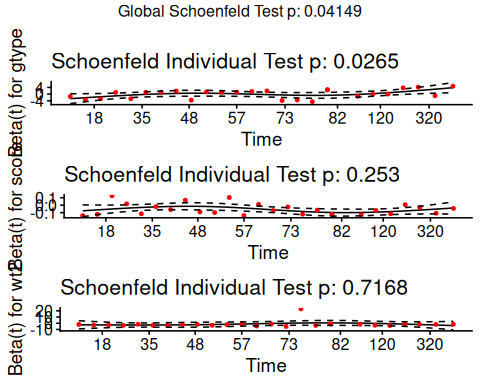 Global Schoenfeld Test p: 0.04149
Schoenfeld Individual Test p: 0.0265
Beta(t) for gtype
4
0
-4
18 35 48 57 73 82 120 320
Time
Schoenfeld Individual Test p: 0.253
Beta(t) for score
0.1
0.0
-0.1
18 35 48 57 73 82 120 320
Time
Schoenfeld Individual Test p: 0.7168
Beta(t) for wt2
20
10
0
-10
18 35 48 57 73 82 120 320
Time